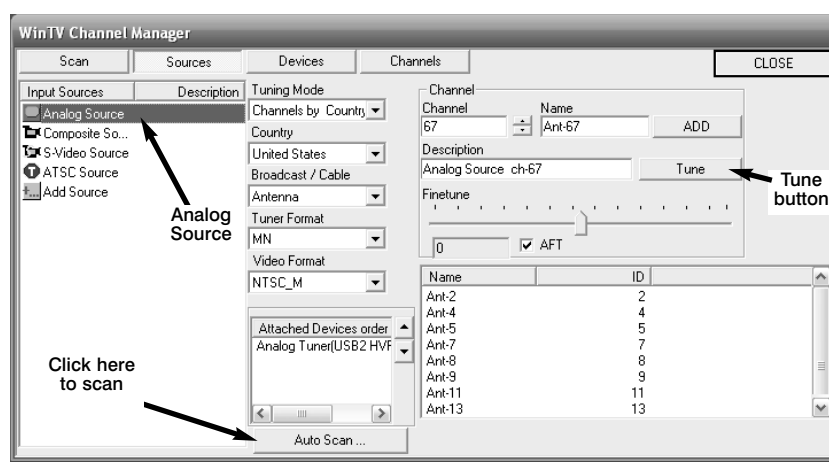 WinTV Channel Manager
Scan
Sources
Devices
Channels
CLOSE
Input Sources
Description
Analog Source
Composite So...
S-Video Source
ATSC Source
Add Source
Analog
Source
Click here
to scan
Tuning Mode
Channels by Country
Country
United States
Broadcast / Cable
Antenna
Tuner Format
MN
Video Format
NTSC_M
Attached Devices order
Analog Tuner(USB2 HVF
Auto Scan ...
Channel
Channel
Name
67
Ant-67
ADD
Description
Analog Source ch-67
Tune
Tune
button
Finetune
0
AFT
Name ID
Ant-2 2
Ant-4 4
Ant-5 5
Ant-7 7
Ant-8 8
Ant-9 9
Ant-11 11
Ant-13 13